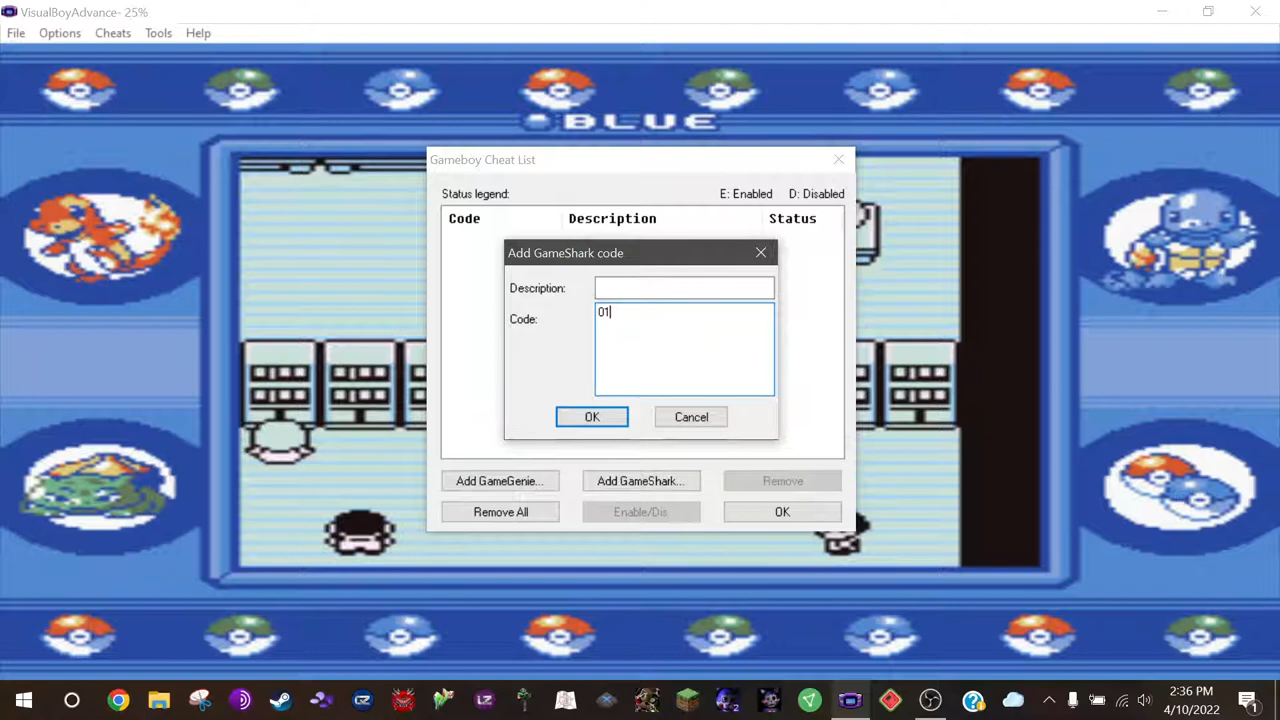 VisualBoyAdvance- 25%
File Options Cheats Tools Help
BLUE
Gameboy Cheat List
Status legend: E: Enabled D: Disabled
Code Description Status
Add GameShark code
Description:
Code: 01
OK Cancel
Add GameGenie... Add GameShark... Remove
Remove All Enable/Dis OK
2:36 PM
4/10/2022